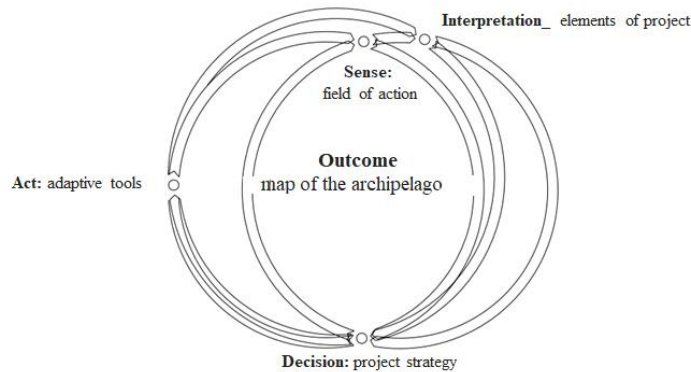 Interpretation_ elements of project
Sense:
field of action
Outcome
map of the archipelago
Act: adaptive tools
Decision: project strategy